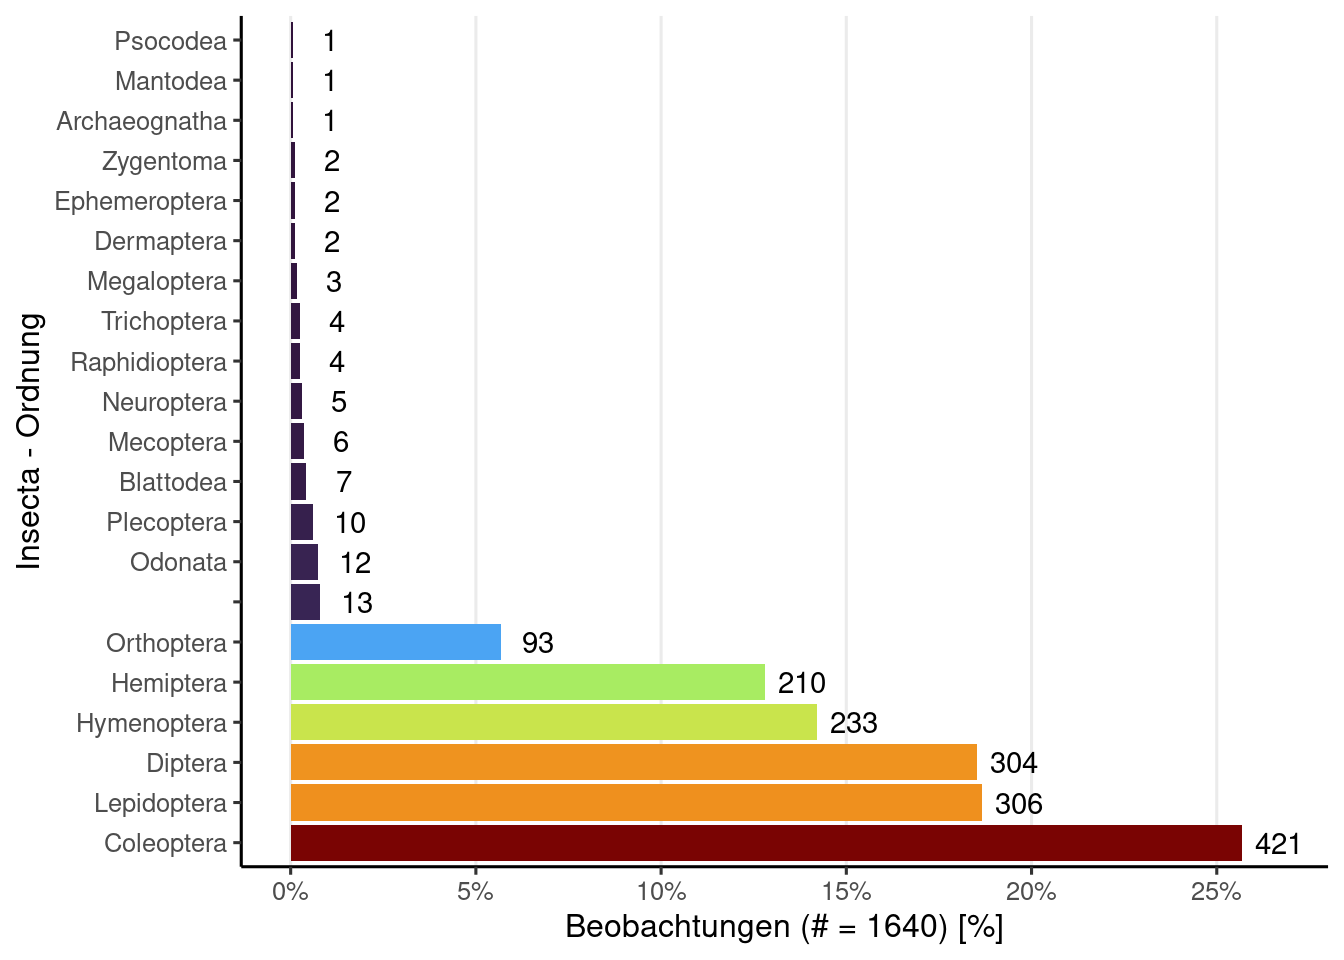 Psocodea 1
Mantodea 1
Archaeognatha 1
Zygentoma 2
Ephemeroptera 2
Dermaptera 2
Megaloptera 3
Trichoptera 4
Raphidioptera 4
Neuroptera 5
Mecoptera 6
Blattodea 7
Plecoptera 10
Odonata 12
13
Orthoptera 93
Hemiptera 210
Hymenoptera 233
Diptera 304
Lepidoptera 306
Coleoptera 421
Insecta - Ordnung
0% 5% 10% 15% 20% 25%
Beobachtungen (# = 1640) [%]